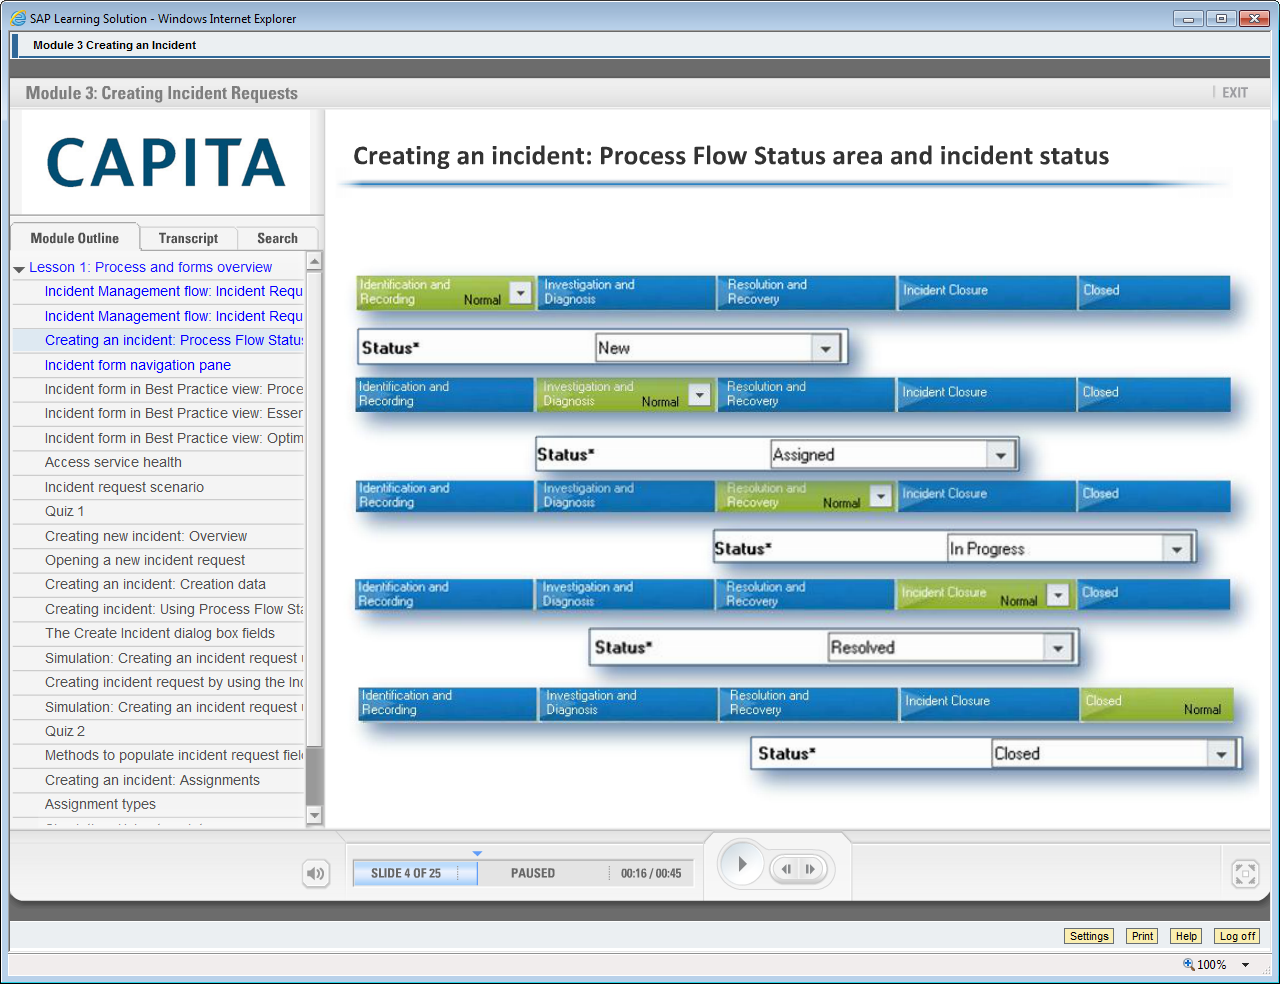 SAP Learning Solution - Windows Internet Explorer
Module 3 Creating an Incident
Module 3: Creating Incident Requests
EXIT
CAPITA
Module Outline
Transcript
Search
Lesson 1: Process and forms overview
Incident Management flow: Incident Requ
Incident Management flow: Incident Requ
Creating an incident: Process Flow Statu
Incident form navigation pane
Incident form in Best Practice view: Proce
Incident form in Best Practice view: Esser
Incident form in Best Practice view: Optim
Access service health
Incident request scenario
Quiz 1
Creating new incident: Overview
Opening a new incident request
Creating an incident: Creation data
Creating incident: Using Process Flow Sta
The Create Incident dialog box fields
Simulation: Creating an incident request
Creating incident request by using the Inc
Simulation: Creating an incident request
Quiz 2
Methods to populate incident request fiel
Creating an incident: Assignments
Assignment types
Creating an incident: Process Flow Status area and incident status
Identification and
Recording
Normal
Investigation and
Diagnosis
Resolution and
Recovery
Incident Closure
Closed
Status*
New
Identification and
Recording
Investigation and
Diagnosis
Normal
Resolution and
Recovery
Incident Closure
Closed
Status*
Assigned
Identification and
Recording
Investigation and
Diagnosis
Resolution and
Recovery
Normal
Incident Closure
Closed
Status*
In Progress
Identification and
Recording
Investigation and
Diagnosis
Resolution and
Recovery
Incident Closure
Normal
Closed
Status*
Resolved
Identification and
Recording
Investigation and
Diagnosis
Resolution and
Recovery
Incident Closure
Closed
Normal
Status*
Closed
SLIDE 4 OF 25
PAUSED
00:16 / 00:45
Settings
Print
Help
Log off
100%